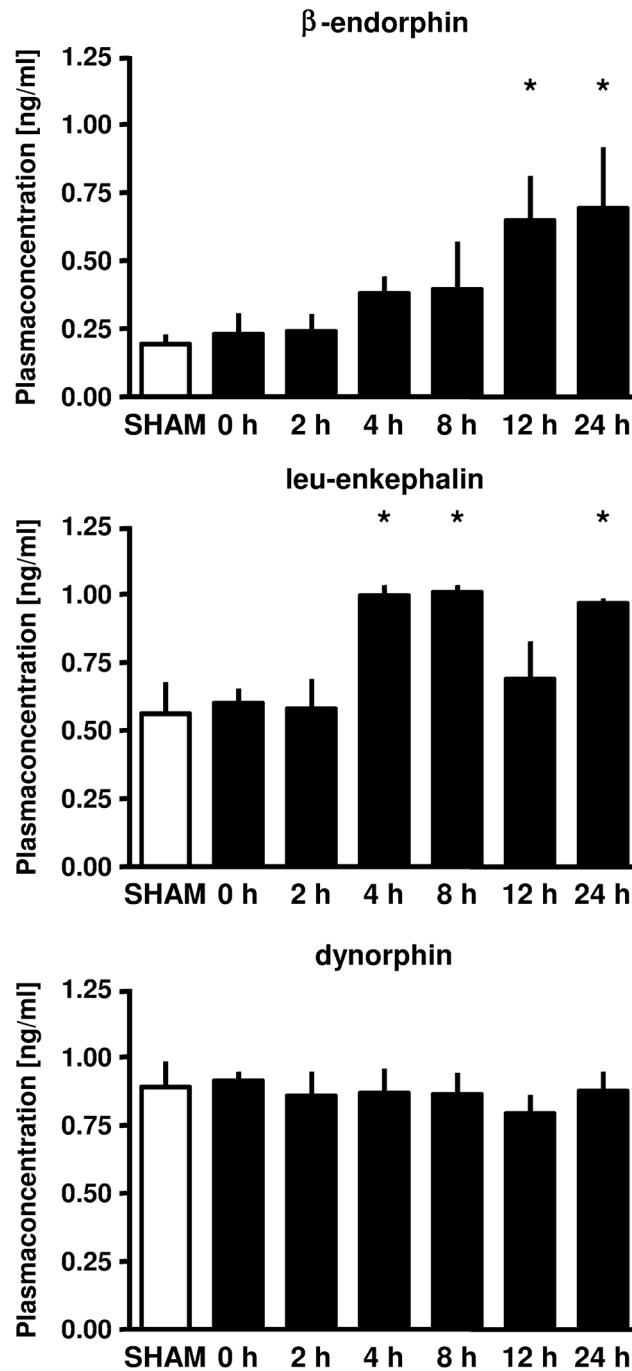 β-endorphin
Plasmaconcentration [ng/ml]
1.25
1.00
0.75
0.50
0.25
0.00
* *
SHAM 0 h 2 h 4 h 8 h 12 h 24 h
leu-enkephalin
Plasmaconcentration [ng/ml]
1.25
1.00
0.75
0.50
0.25
0.00
* * *
SHAM 0 h 2 h 4 h 8 h 12 h 24 h
dynorphin
Plasmaconcentration [ng/ml]
1.25
1.00
0.75
0.50
0.25
0.00
SHAM 0 h 2 h 4 h 8 h 12 h 24 h